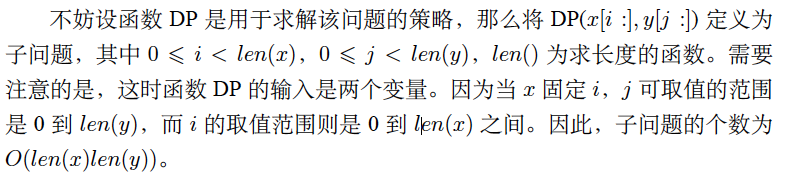 不妨设函数 DP 是用于求解该问题的策略，那么将 DP(x[i :], y[j :]) 定义为
子问题，其中 0 ⩽ i < len(x)，0 ⩽ j < len(y)，len() 为求长度的函数。需要
注意的是，这时函数 DP 的输入是两个变量。因为当 x 固定 i，j 可取值的范围
是 0 到 len(y)，而 i 的取值范围则是 0 到 len(x) 之间。因此，子问题的个数为
O(len(x)len(y))。